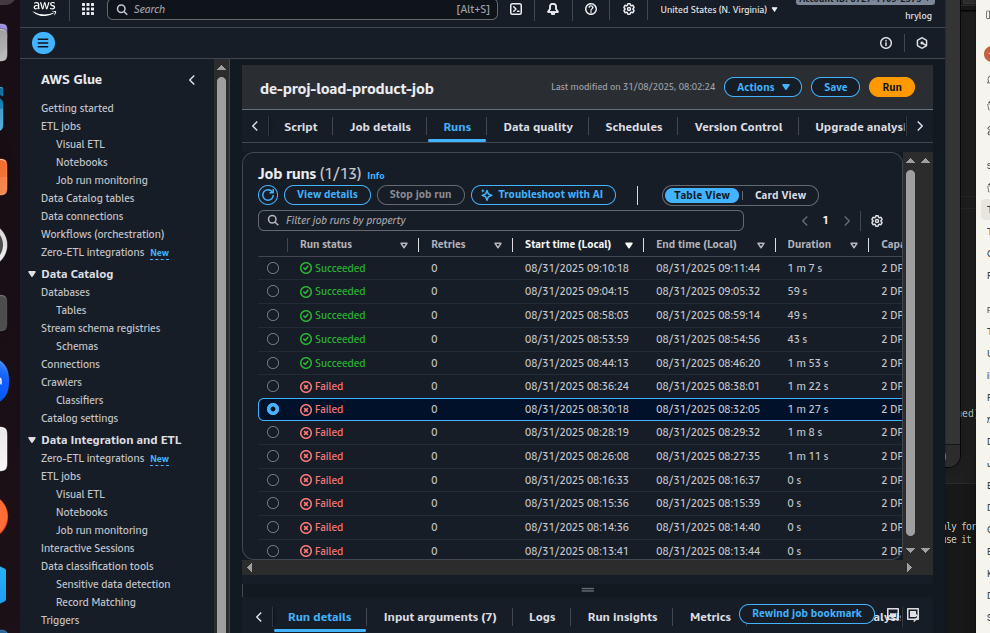 aws
Search [Alt+S]
United States (N. Virginia)
hrylog
AWS Glue
Getting started
ETL jobs
Visual ETL
Notebooks
Job run monitoring
Data Catalog tables
Data connections
Workflows (orchestration)
Zero-ETL integrations New
Data Catalog
Databases
Tables
Stream schema registries
Schemas
Connections
Crawlers
Classifiers
Catalog settings
Data Integration and ETL
Zero-ETL integrations New
ETL jobs
Visual ETL
Notebooks
Job run monitoring
Interactive Sessions
Data classification tools
Sensitive data detection
Record Matching
Triggers
de-proj-load-product-job
Last modified on 31/08/2025, 08:02:24
Actions
Save
Run
Script Job details Runs Data quality Schedules Version Control Upgrade analysi
Job runs (1/13) Info
View details Stop job run Troubleshoot with AI Table View Card View
Filter job runs by property 1
Run status Retries Start time (Local) End time (Local) Duration Capa
Succeeded 0 08/31/2025 09:10:18 08/31/2025 09:11:44 1 m 7 s 2 DP
Succeeded 0 08/31/2025 09:04:15 08/31/2025 09:05:32 59 s 2 DP
Succeeded 0 08/31/2025 08:58:03 08/31/2025 08:59:14 49 s 2 DP
Succeeded 0 08/31/2025 08:53:59 08/31/2025 08:54:56 43 s 2 DP
Succeeded 0 08/31/2025 08:44:13 08/31/2025 08:46:20 1 m 53 s 2 DP
Failed 0 08/31/2025 08:36:24 08/31/2025 08:38:01 1 m 22 s 2 DP
Failed 0 08/31/2025 08:30:18 08/31/2025 08:32:05 1 m 27 s 2 DP
Failed 0 08/31/2025 08:28:19 08/31/2025 08:29:32 1 m 8 s 2 DP
Failed 0 08/31/2025 08:26:08 08/31/2025 08:27:35 1 m 11 s 2 DP
Failed 0 08/31/2025 08:16:33 08/31/2025 08:16:37 0 s 2 DP
Failed 0 08/31/2025 08:15:36 08/31/2025 08:15:39 0 s 2 DP
Failed 0 08/31/2025 08:14:36 08/31/2025 08:14:40 0 s 2 DP
Failed 0 08/31/2025 08:13:41 08/31/2025 08:13:44 0 s 2 DP
Run details Input arguments (7) Logs Run insights Metrics Rewind job bookmark